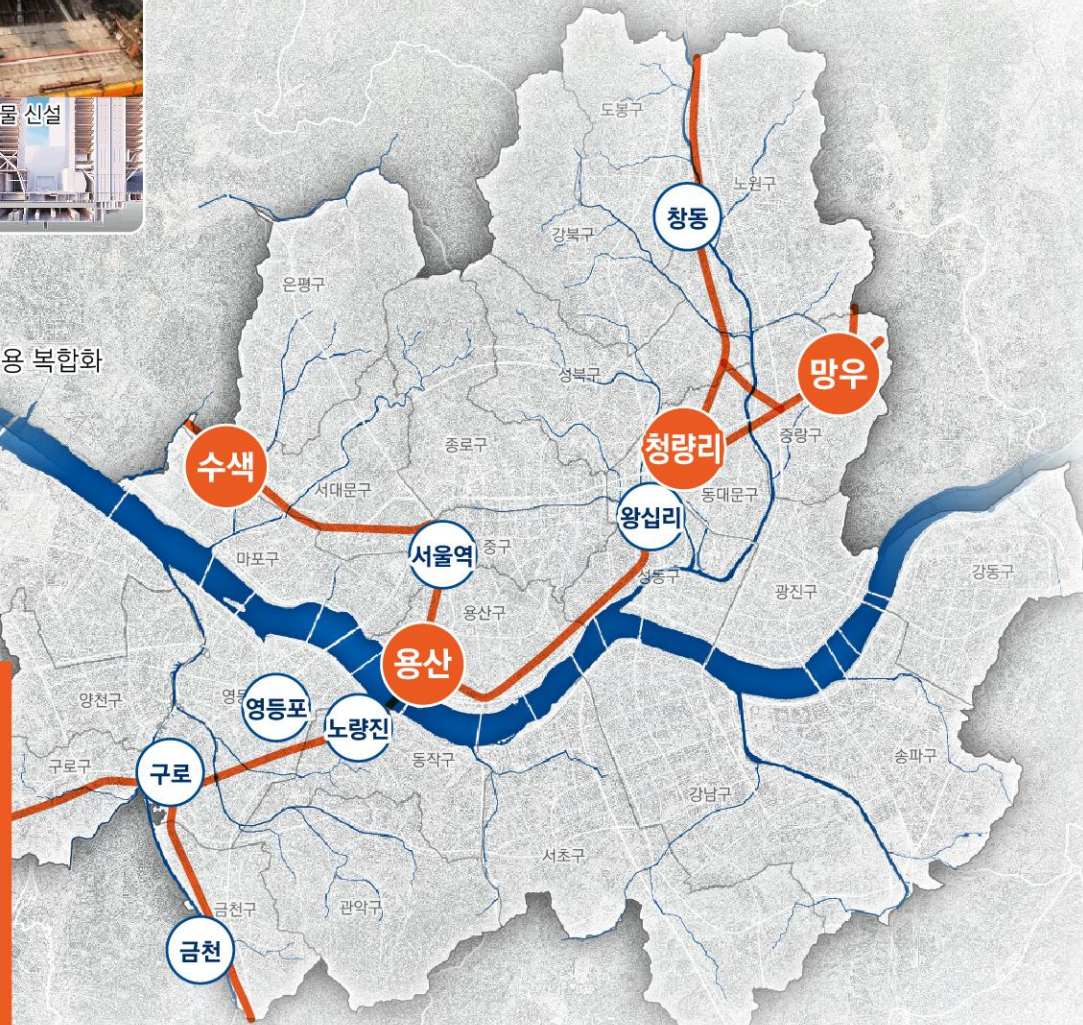 물 신설
용 복합화
도봉구
노원구
창동
강북구
은평구
망우
성북구
종로구
청량리
중랑구
수색
서대문구
동대문구
왕십리
서울역
중구
마포구
성동구
강동구
광진구
용산구
용산
양천구
영등포
노량진
구로구
구로
동작구
송파구
강남구
서초구
금천구
관악구
금천